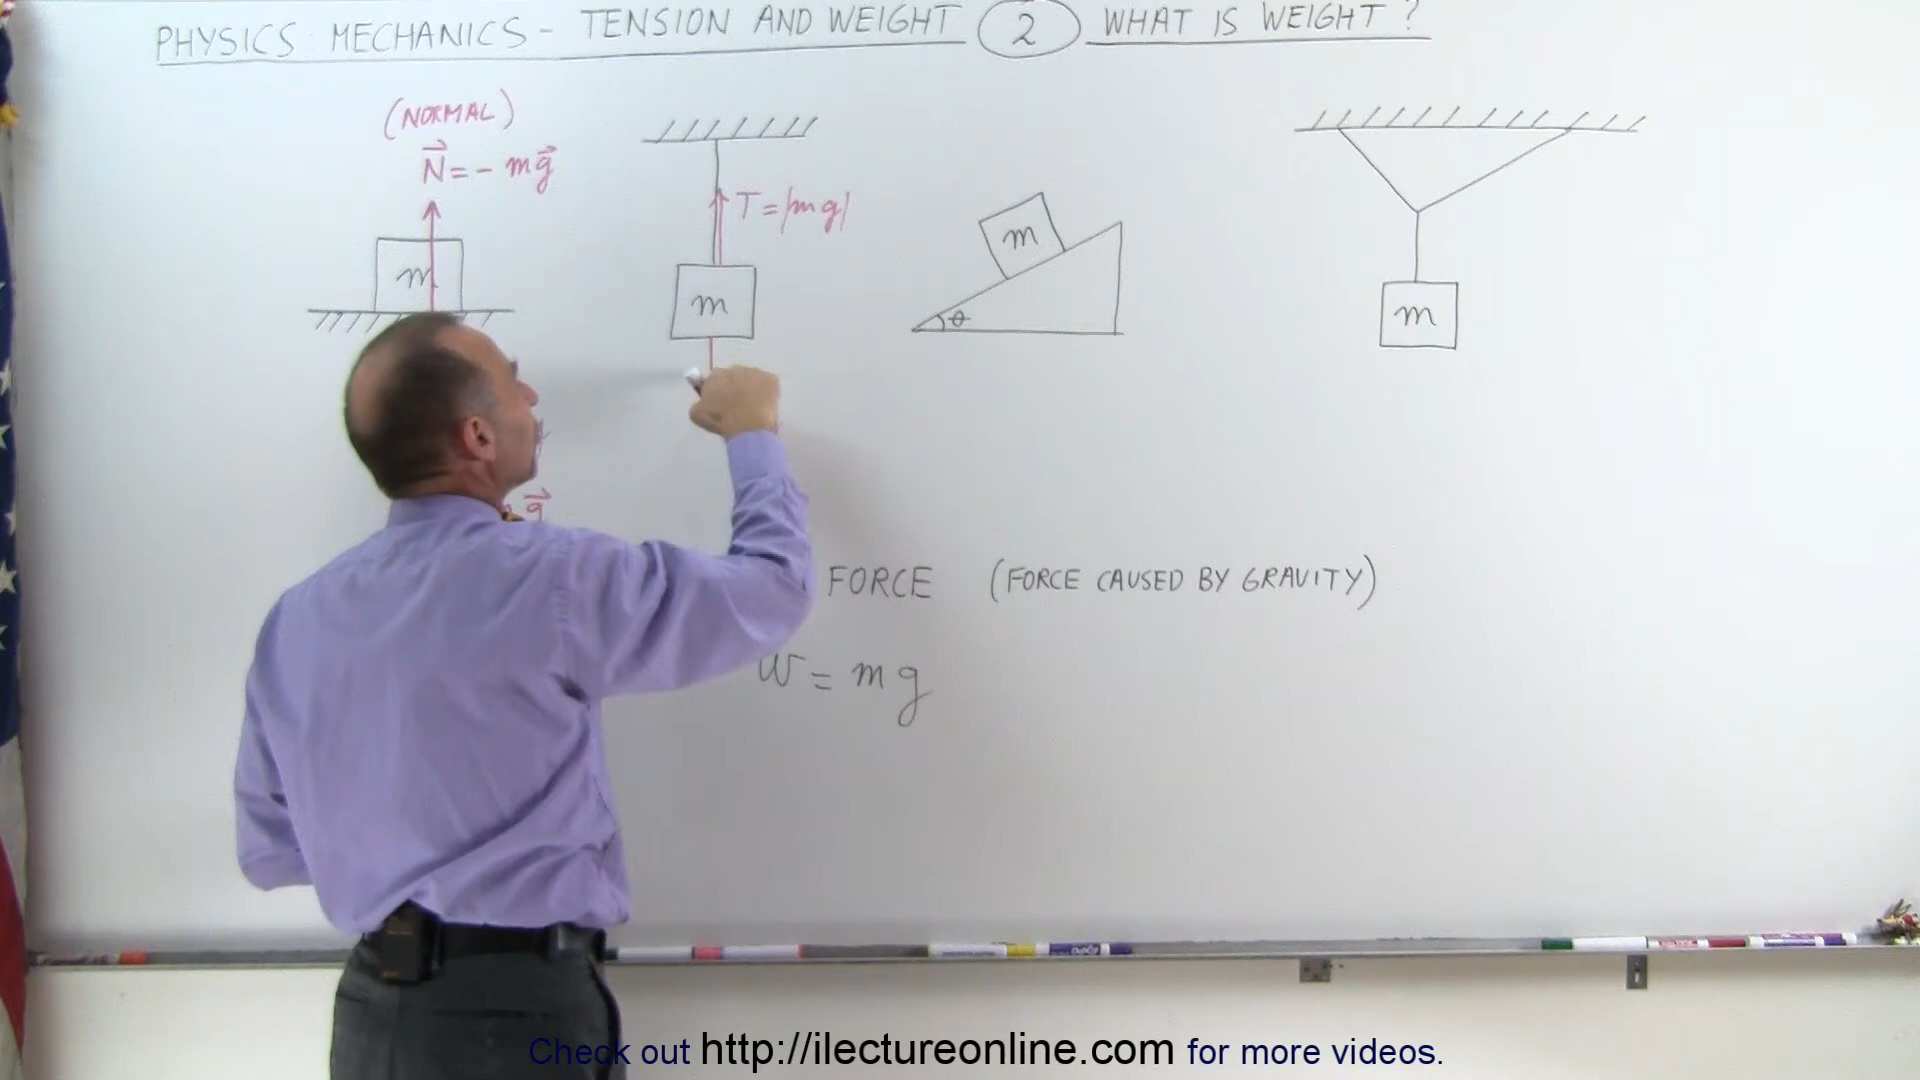 PHYSICS MECHANICS - TENSION AND WEIGHT 2 WHAT IS WEIGHT?
(NORMAL)
N⃗ = - mg⃗
T = |mg|
m
m
m
θ
m
g⃗
FORCE (FORCE CAUSED BY GRAVITY)
W = mg
EXPO
Check out http://ilectureonline.com for more videos.